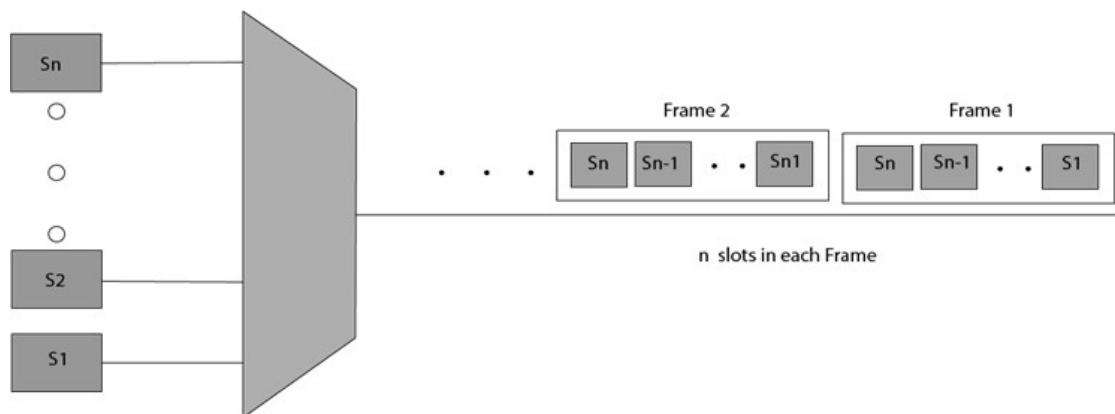 Sn
S2
S1
Frame 2
Sn Sn-1 . . Sn1
Frame 1
Sn Sn-1 . . S1
. . .
n slots in each Frame